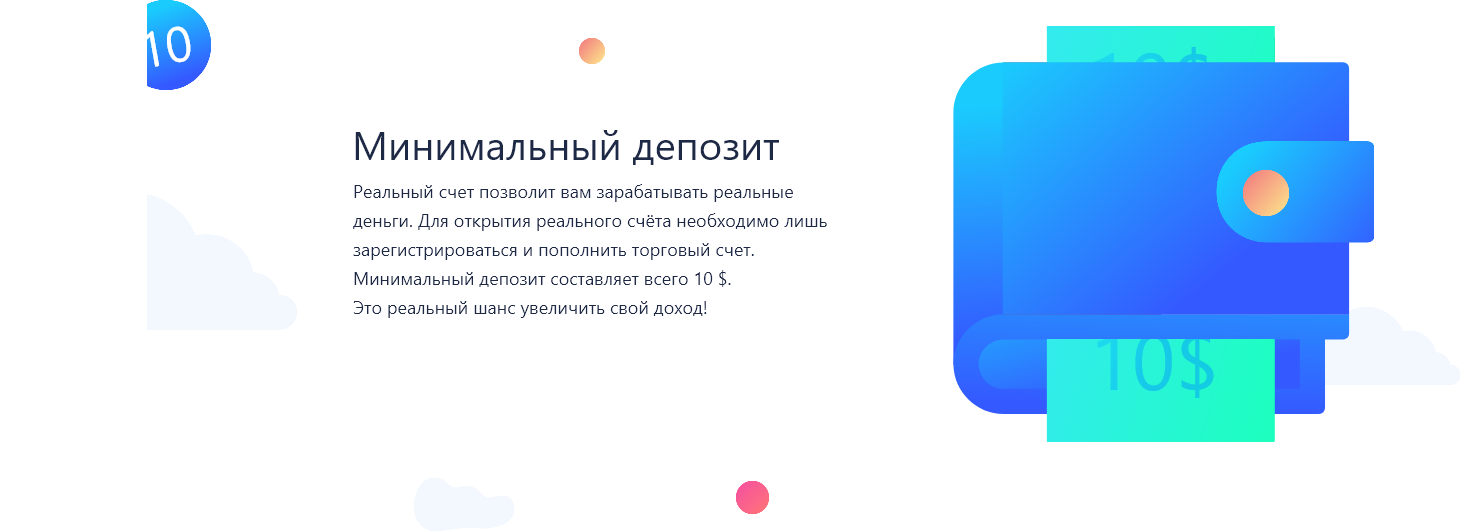 10
10$
Минимальный депозит
Реальный счет позволит вам зарабатывать реальные
деньги. Для открытия реального счёта необходимо лишь
зарегистрироваться и пополнить торговый счет.
Минимальный депозит составляет всего 10 $.
Это реальный шанс увеличить свой доход!
10$